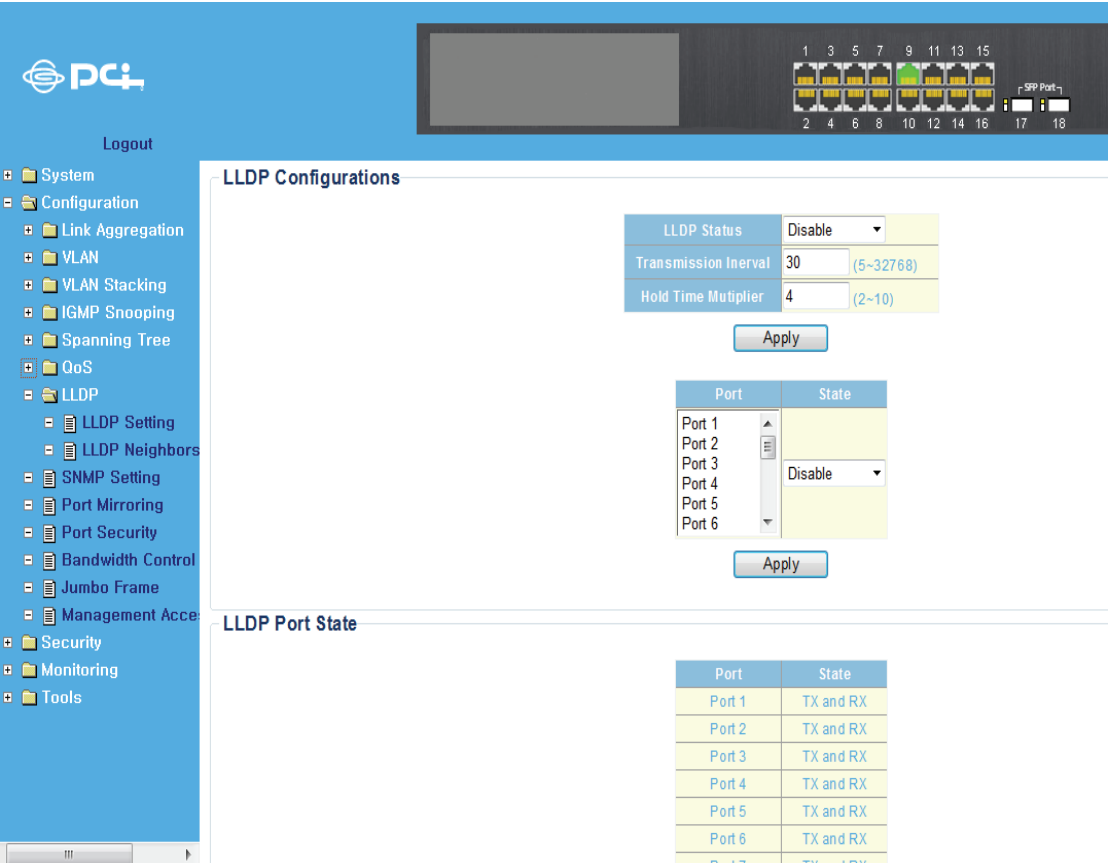 PCi
1 3 5 7 9 11 13 15
SFP Port
2 4 6 8 10 12 14 16 17 18
Logout
System
Configuration
Link Aggregation
VLAN
VLAN Stacking
IGMP Snooping
Spanning Tree
QoS
LLDP
LLDP Setting
LLDP Neighbors
SNMP Setting
Port Mirroring
Port Security
Bandwidth Control
Jumbo Frame
Management Acce
Security
Monitoring
Tools
LLDP Configurations
LLDP Status Disable
Transmission Inerval 30 (5~32768)
Hold Time Mutiplier 4 (2~10)
Apply
Port State
Port 1
Port 2
Port 3
Port 4
Port 5
Port 6
Disable
Apply
LLDP Port State
Port State
Port 1 TX and RX
Port 2 TX and RX
Port 3 TX and RX
Port 4 TX and RX
Port 5 TX and RX
Port 6 TX and RX